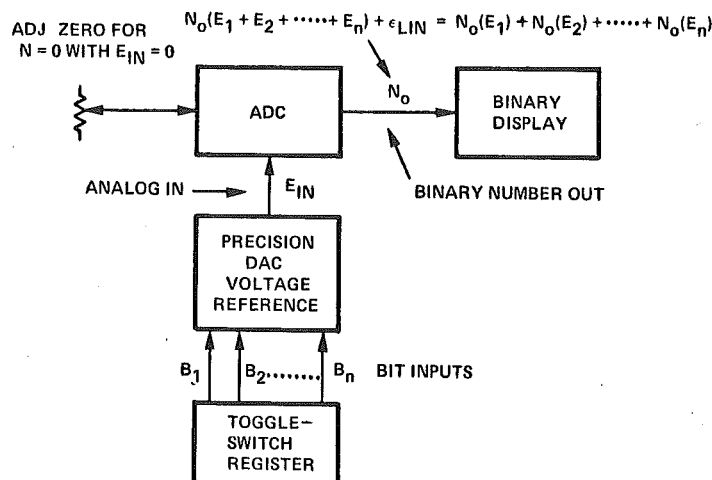 ADJ ZERO FOR
N = 0 WITH E_IN = 0
N_o(E_1 + E_2 + ······ + E_n) + ϵ_LIN = N_o(E_1) + N_o(E_2) + ······ + N_o(E_n)
ADC
N_o
BINARY
DISPLAY
ANALOG IN
E_IN
BINARY NUMBER OUT
PRECISION
DAC
VOLTAGE
REFERENCE
B_1 B_2········ B_n BIT INPUTS
TOGGLE–
SWITCH
REGISTER